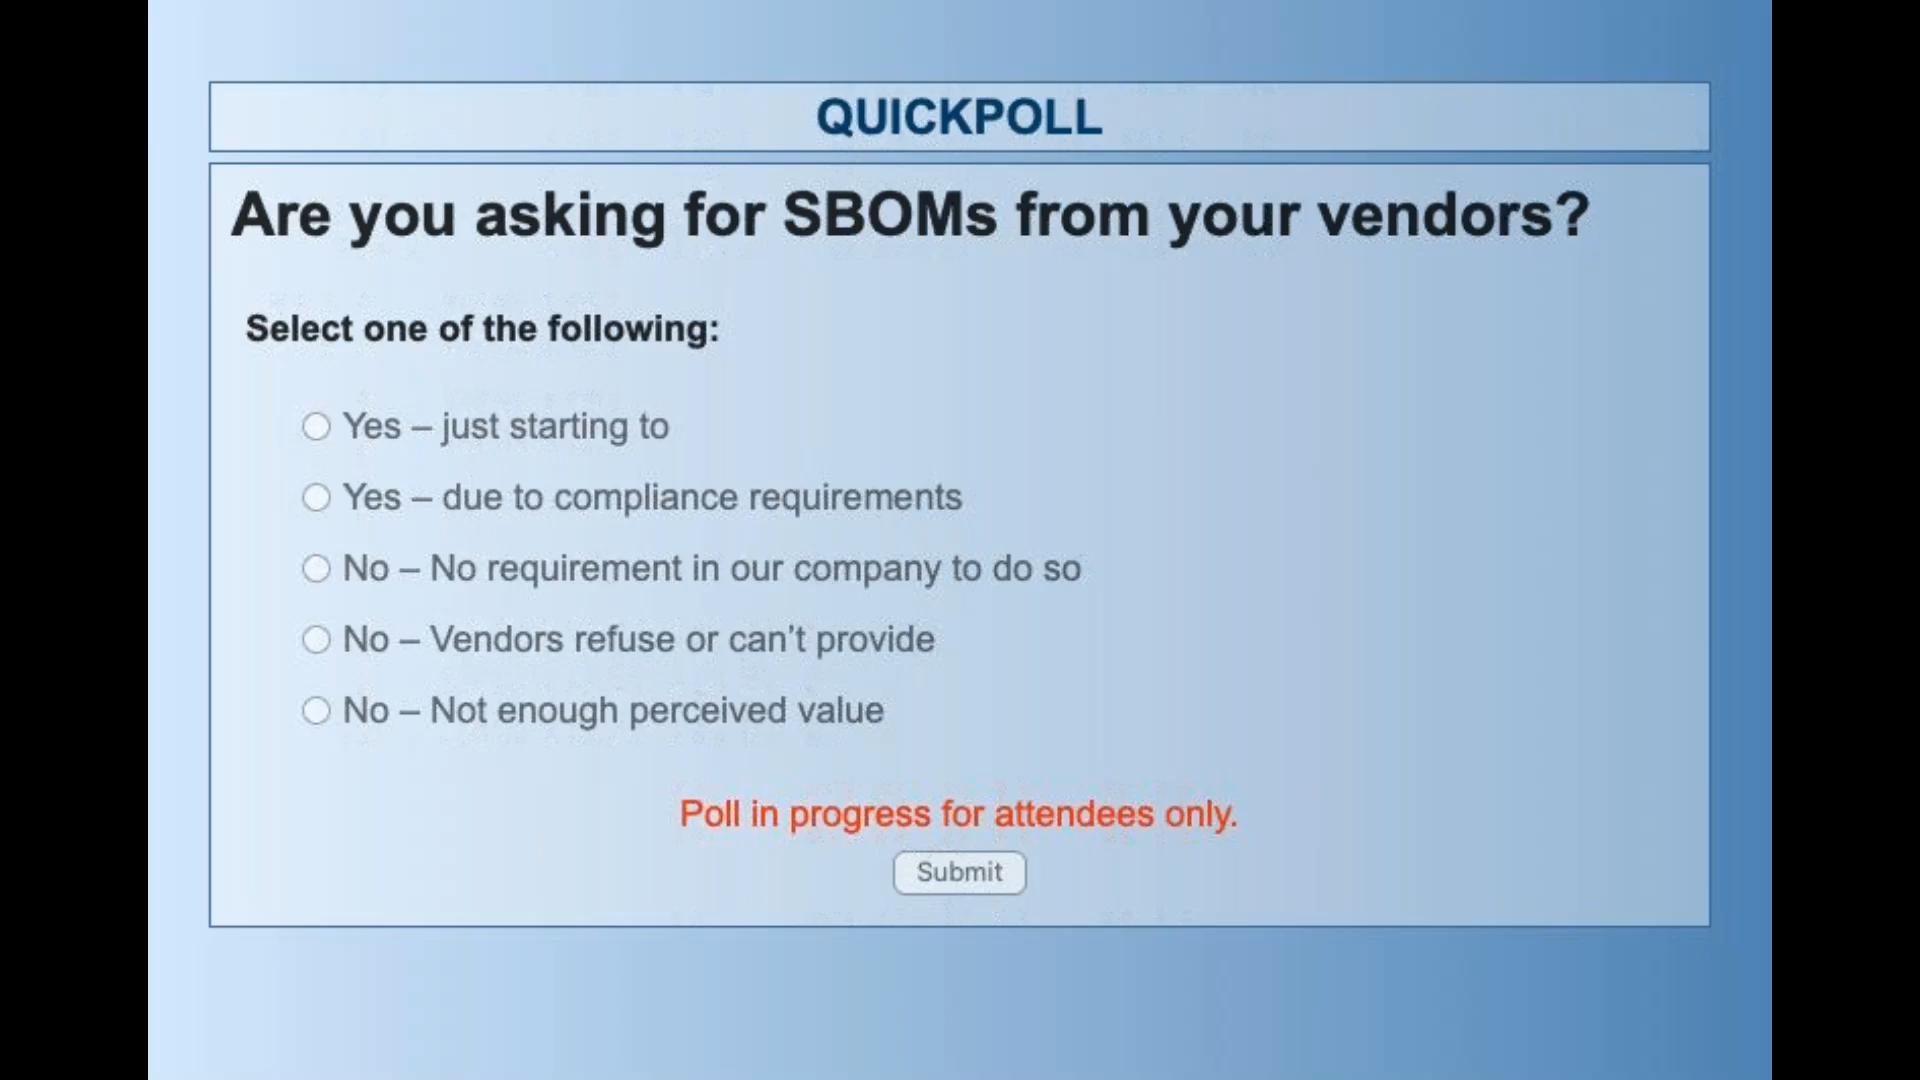 QUICKPOLL
Are you asking for SBOMs from your vendors?
Select one of the following:
Yes – just starting to
Yes – due to compliance requirements
No – No requirement in our company to do so
No – Vendors refuse or can’t provide
No – Not enough perceived value
Poll in progress for attendees only.
Submit